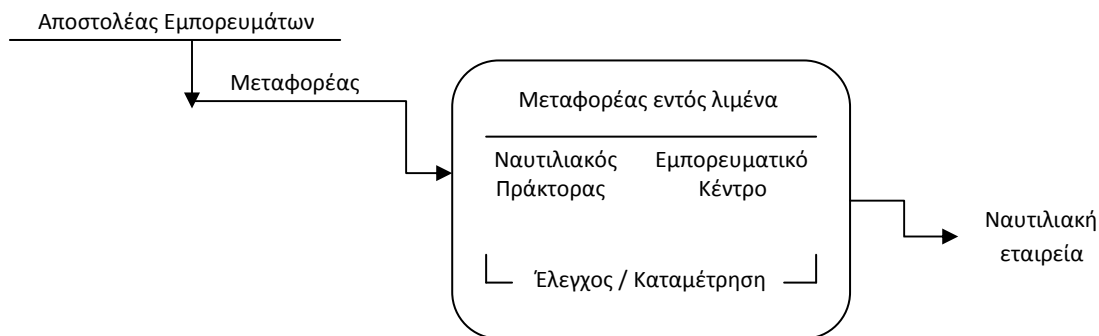 Αποστολέας Εμπορευμάτων
Μεταφορέας
Μεταφορέας εντός λιμένα
Ναυτιλιακός
Πράκτορας
Εμπορευματικό
Κέντρο
Έλεγχος / Καταμέτρηση
Ναυτιλιακή
εταιρεία